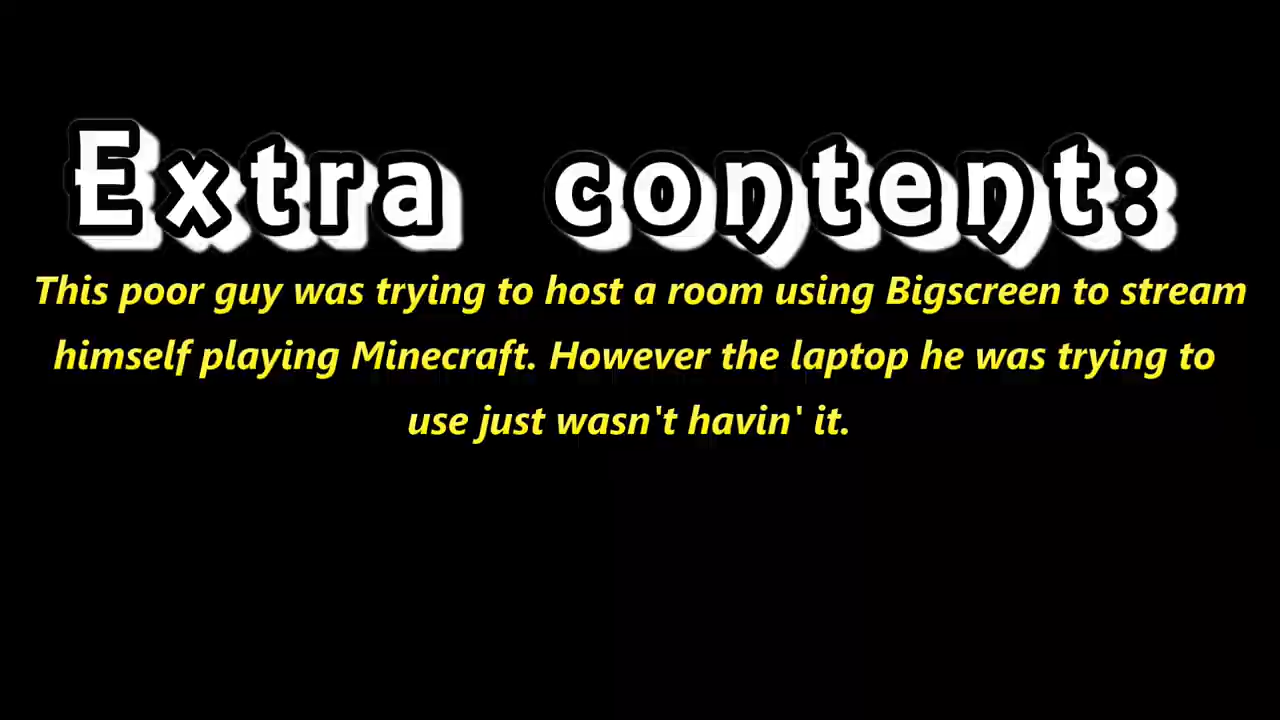 Extra content:
This poor guy was trying to host a room using Bigscreen to stream
himself playing Minecraft. However the laptop he was trying to
use just wasn't havin' it.